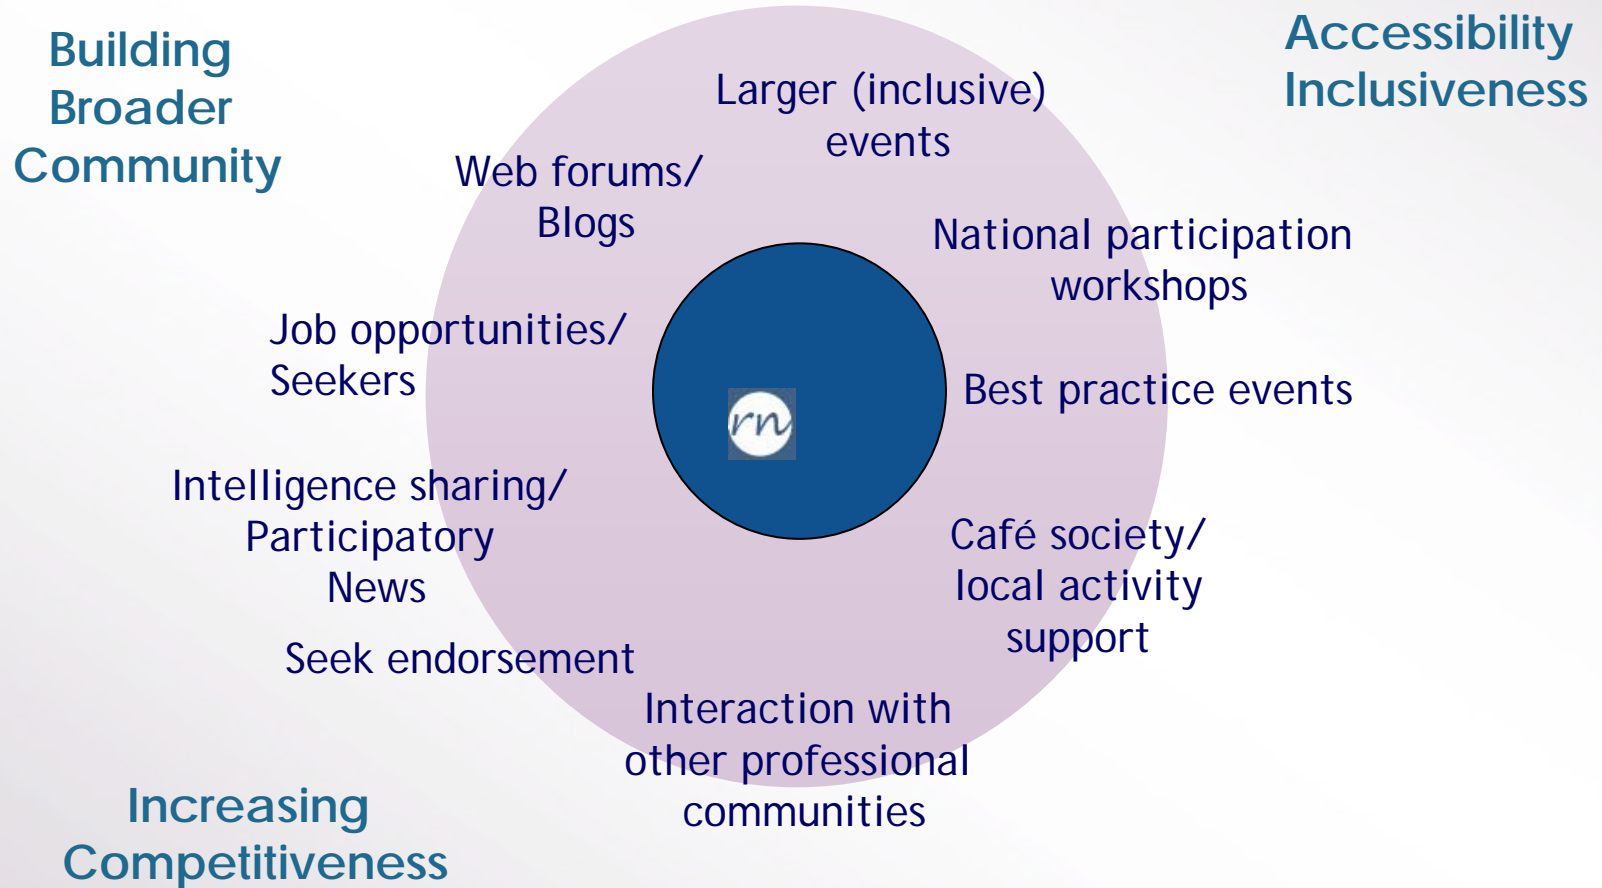 Building
Broader
Community
Accessibility
Inclusiveness
Larger (inclusive)
events
Web forums/
Blogs
National participation
workshops
Job opportunities/
Seekers
Best practice events
rn
Intelligence sharing/
Participatory
News
Café society/
local activity
support
Seek endorsement
Interaction with
other professional
communities
Increasing
Competitiveness